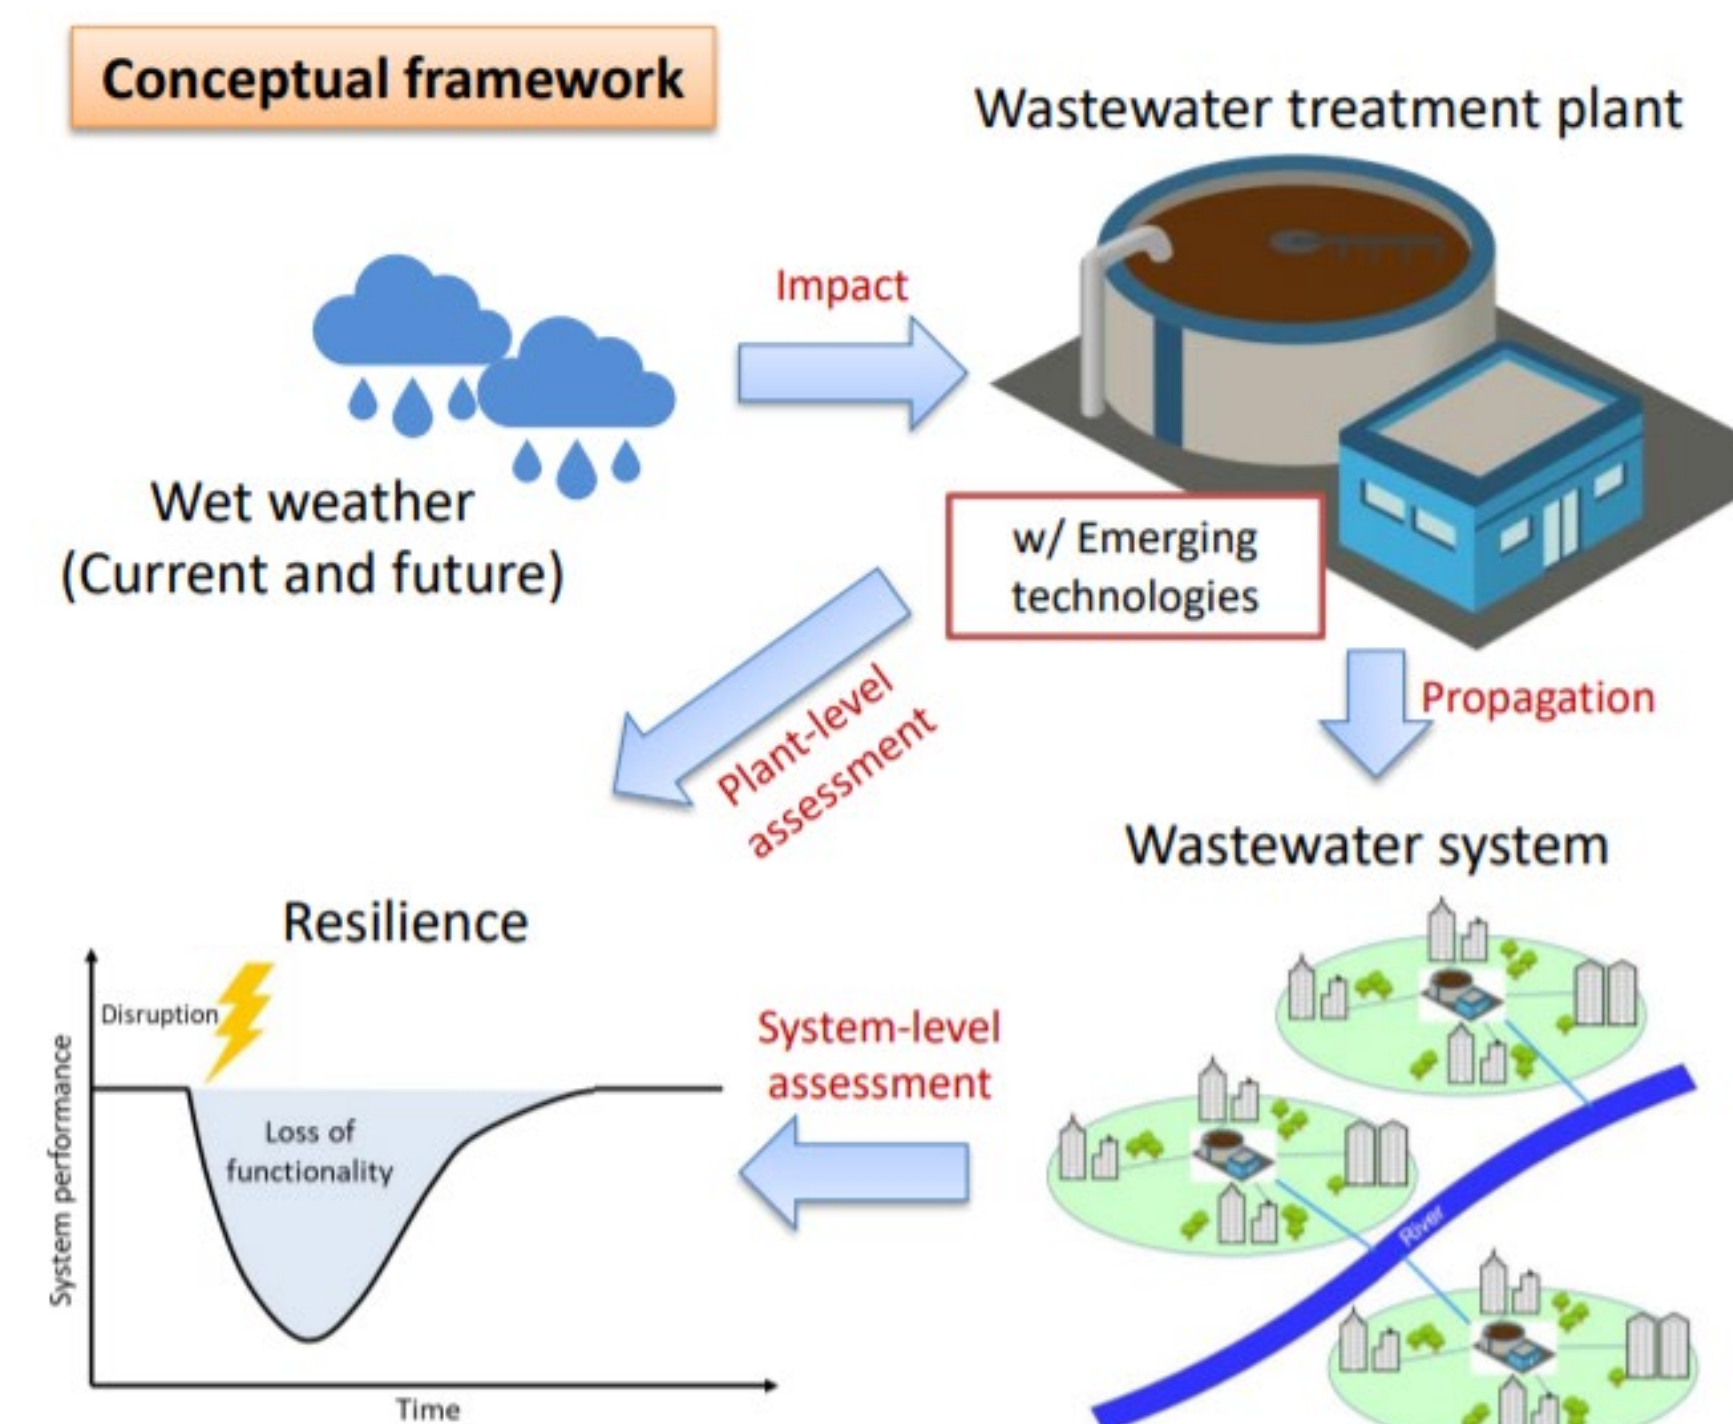 Conceptual framework
Wastewater treatment plant
Impact
Wet weather
(Current and future)
w/ Emerging
technologies
Plant-level
assessment
Propagation
Wastewater system
Resilience
Disruption
System-level
assessment
Loss of
functionality
System performance
River
Time